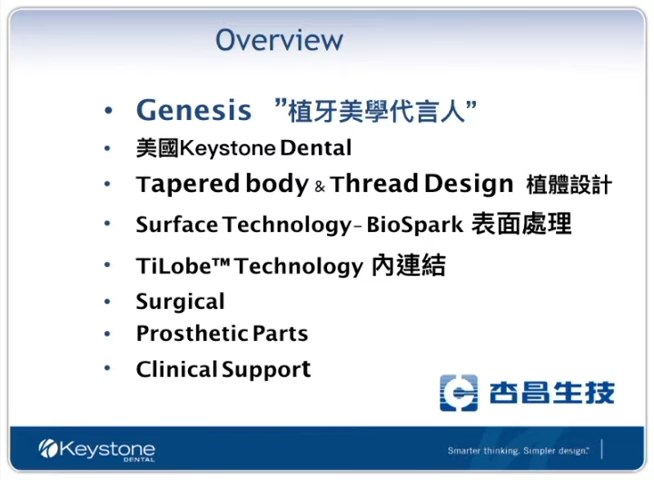 Overview
• Genesis ”植牙美學代言人”
• 美國Keystone Dental
• Tapered body & Thread Design 植體設計
• Surface Technology– BioSpark 表面處理
• TiLobe™ Technology 內連結
• Surgical
• Prosthetic Parts
• Clinical Support
杏昌生技
Keystone
DENTAL
Smarter thinking. Simpler design.™